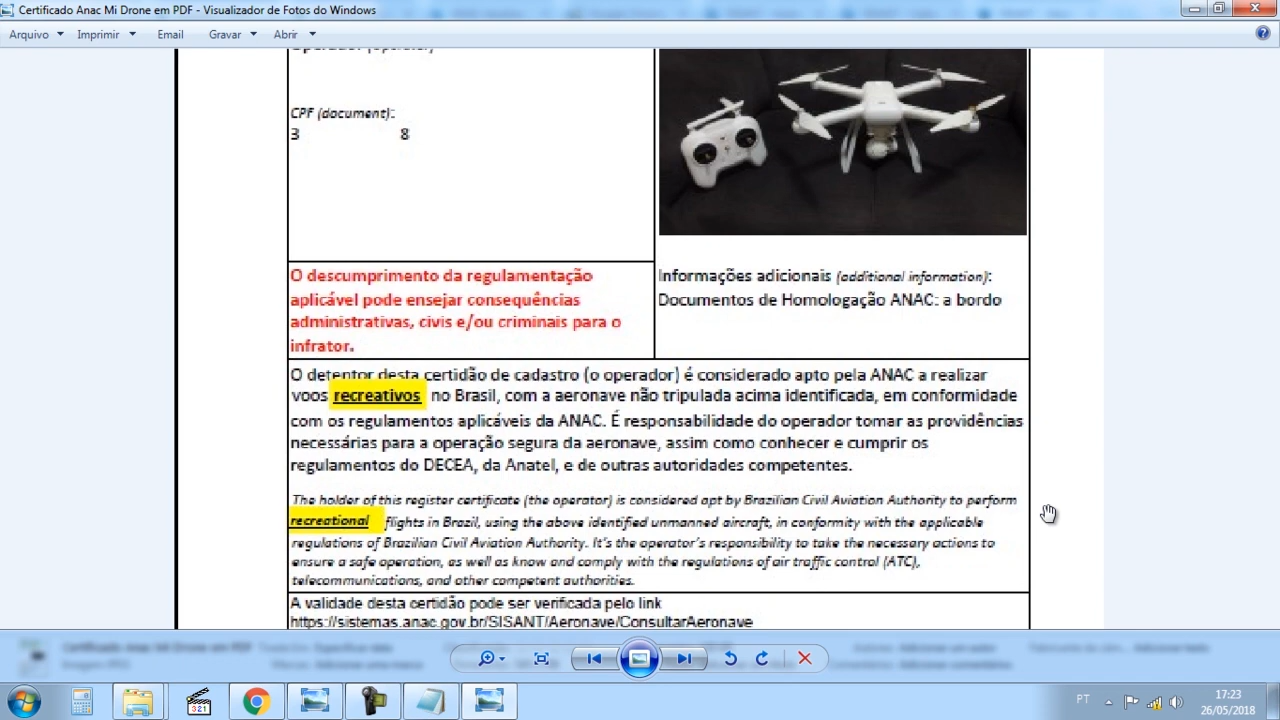 Certificado Anac Mi Drone em PDF - Visualizador de Fotos do Windows
Arquivo Imprimir Email Gravar Abrir
CPF (document):
3 8
O descumprimento da regulamentação
aplicável pode ensejar consequências
administrativas, civis e/ou criminais para o
infrator.
Informações adicionais (additional information):
Documentos de Homologação ANAC: a bordo
O detentor desta certidão de cadastro (o operador) é considerado apto pela ANAC a realizar
voos recreativos no Brasil, com a aeronave não tripulada acima identificada, em conformidade
com os regulamentos aplicáveis da ANAC. É responsabilidade do operador tomar as providências
necessárias para a operação segura da aeronave, assim como conhecer e cumprir os
regulamentos do DECEA, da Anatel, e de outras autoridades competentes.
The holder of this register certificate (the operator) is considered apt by Brazilian Civil Aviation Authority to perform
recreational flights in Brazil, using the above identified unmanned aircraft, in conformity with the applicable
regulations of Brazilian Civil Aviation Authority. It's the operator's responsibility to take the necessary actions to
ensure a safe operation, as well as know and comply with the regulations of air traffic control (ATC),
telecommunications, and other competent authorities.
A validade desta certidão pode ser verificada pelo link
https://sistemas.anac.gov.br/SISANT/Aeronave/ConsultarAeronave
Certificado Anac Mi Drone em PDF
321
PT
17:23
26/05/2018